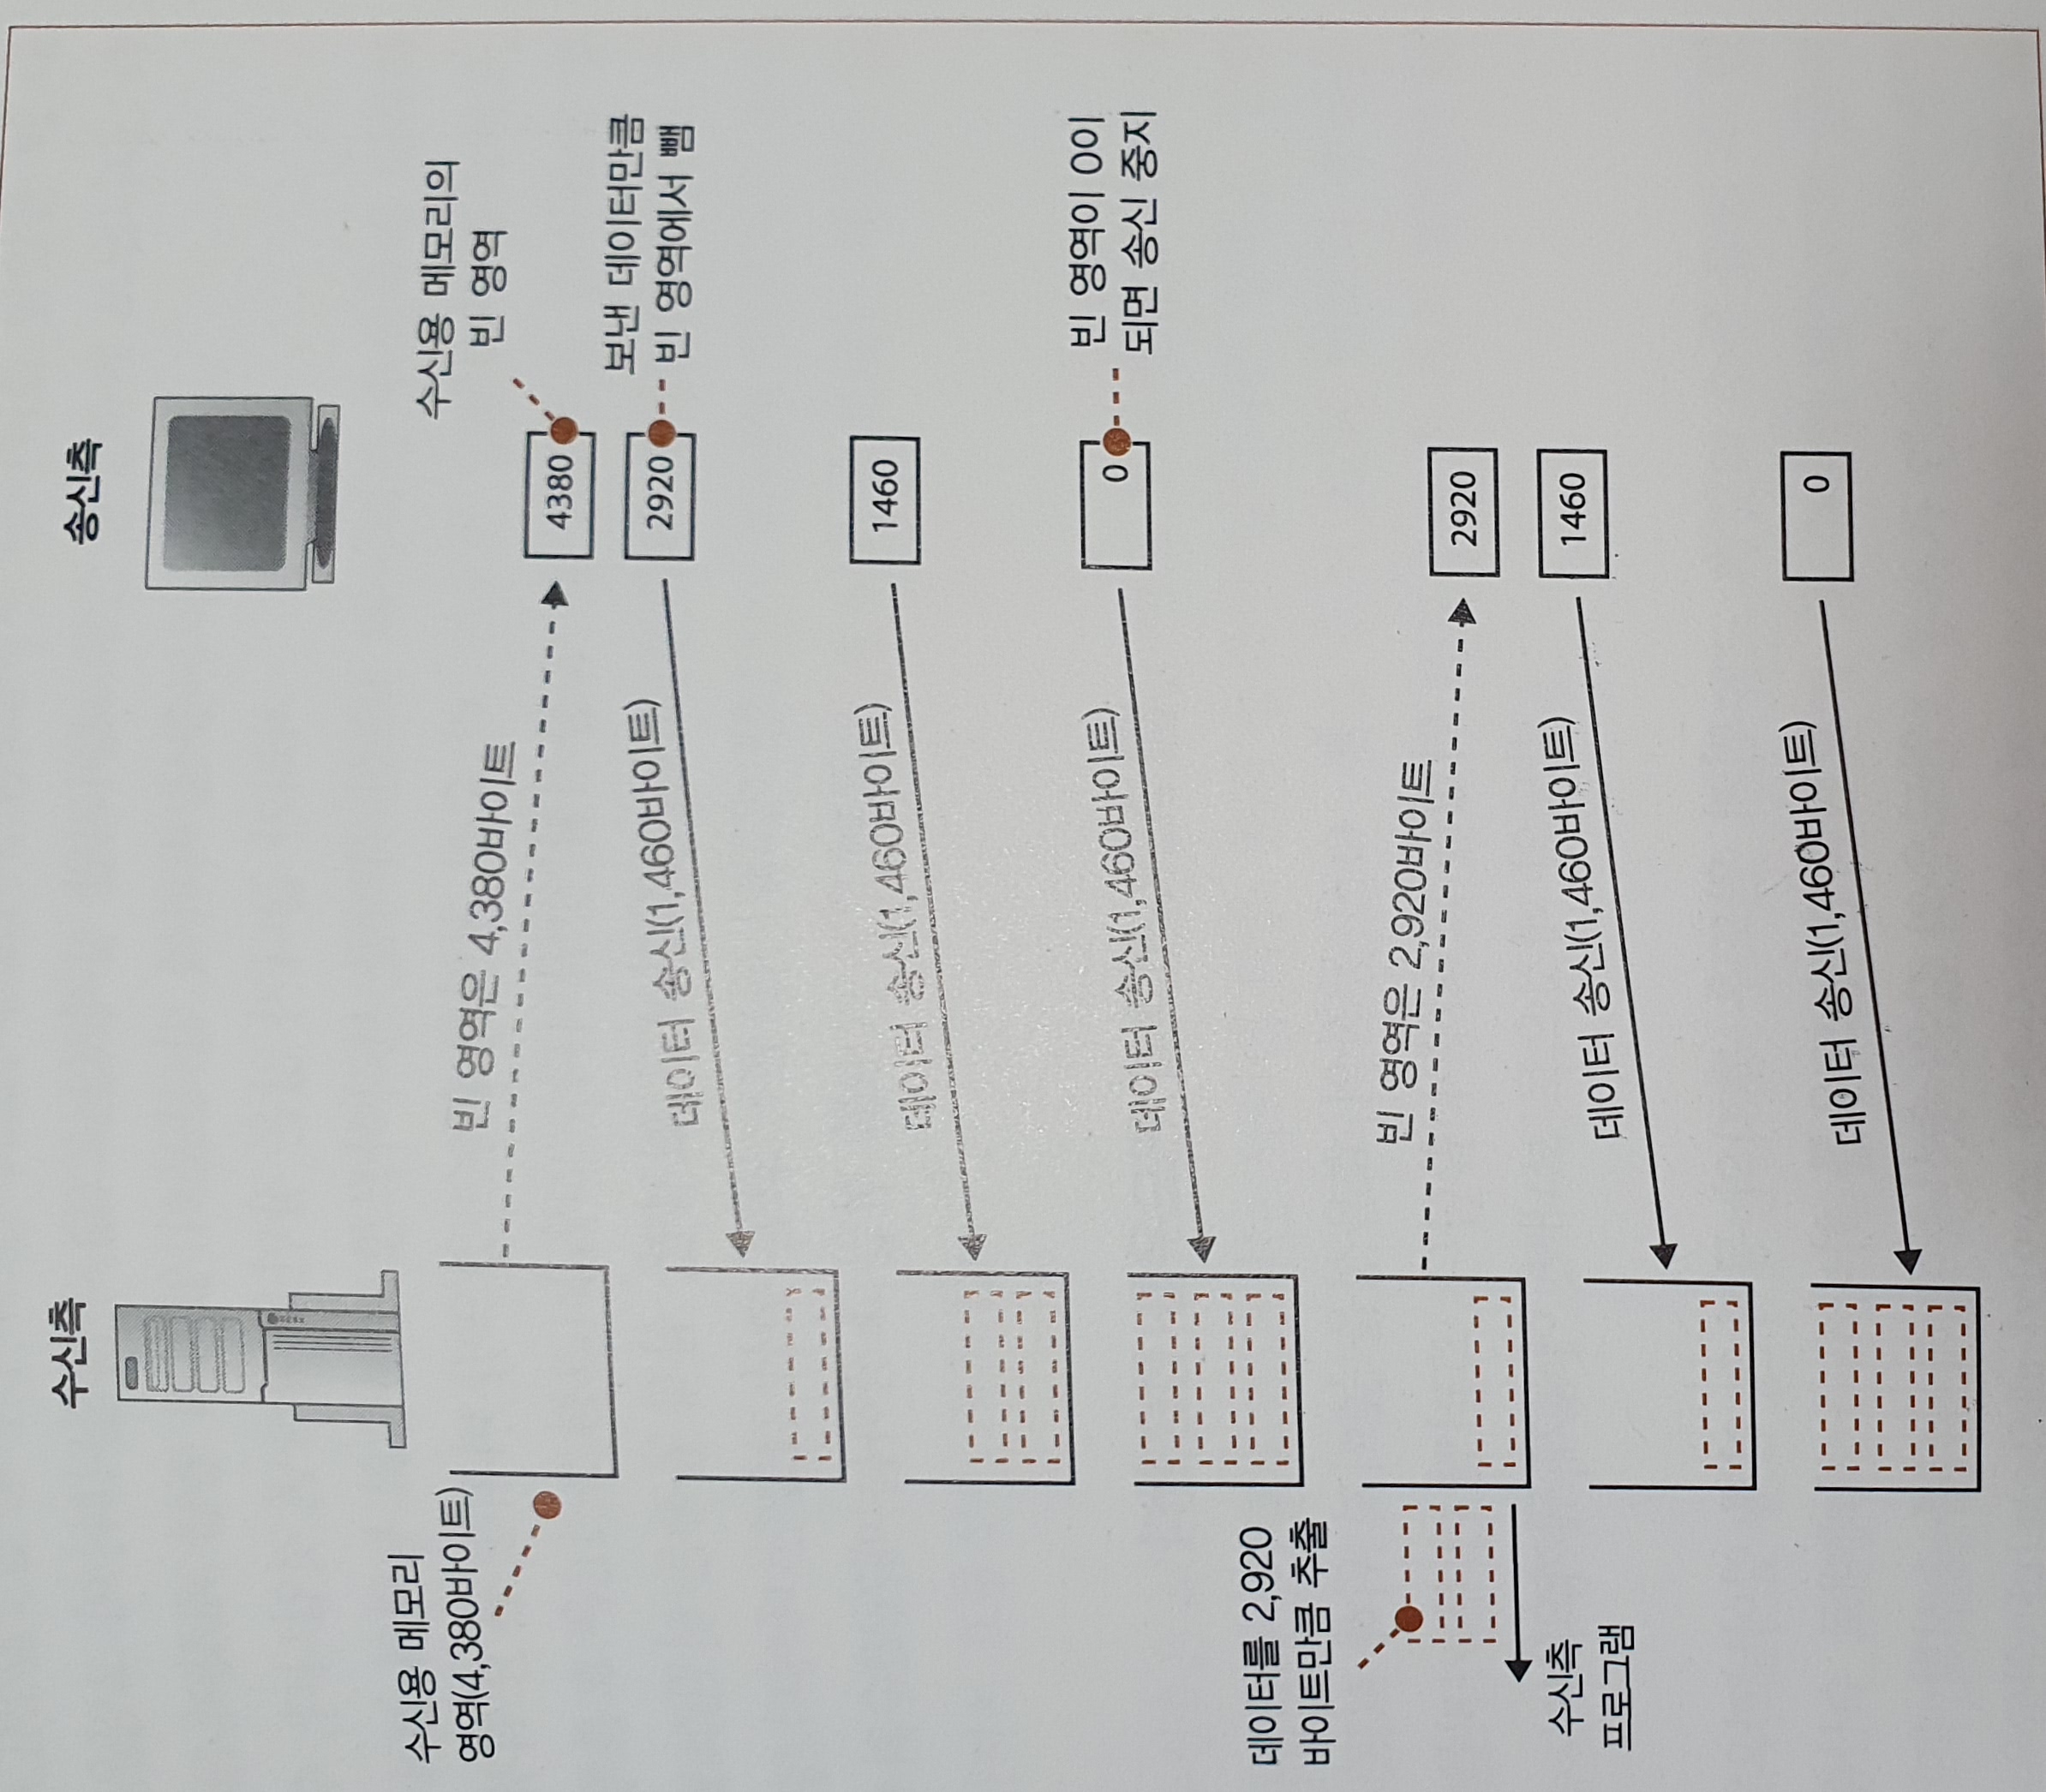 수신측
송신측
수신용 메모리
영역(4,380바이트)
빈 영역은 4,380바이트
수신용 메모리의
빈 영역
4380
데이터 송신(1,460바이트)
2920
보낸 데이터만큼
빈 영역에서 뺌
데이터 송신(1,460바이트)
1460
데이터 송신(1,460바이트)
0
빈 영역이 0이
되면 송신 중지
데이터를 2,920
바이트만큼 추출
빈 영역은 2,920바이트
2920
수신측
프로그램
데이터 송신(1,460바이트)
1460
데이터 송신(1,460바이트)
0